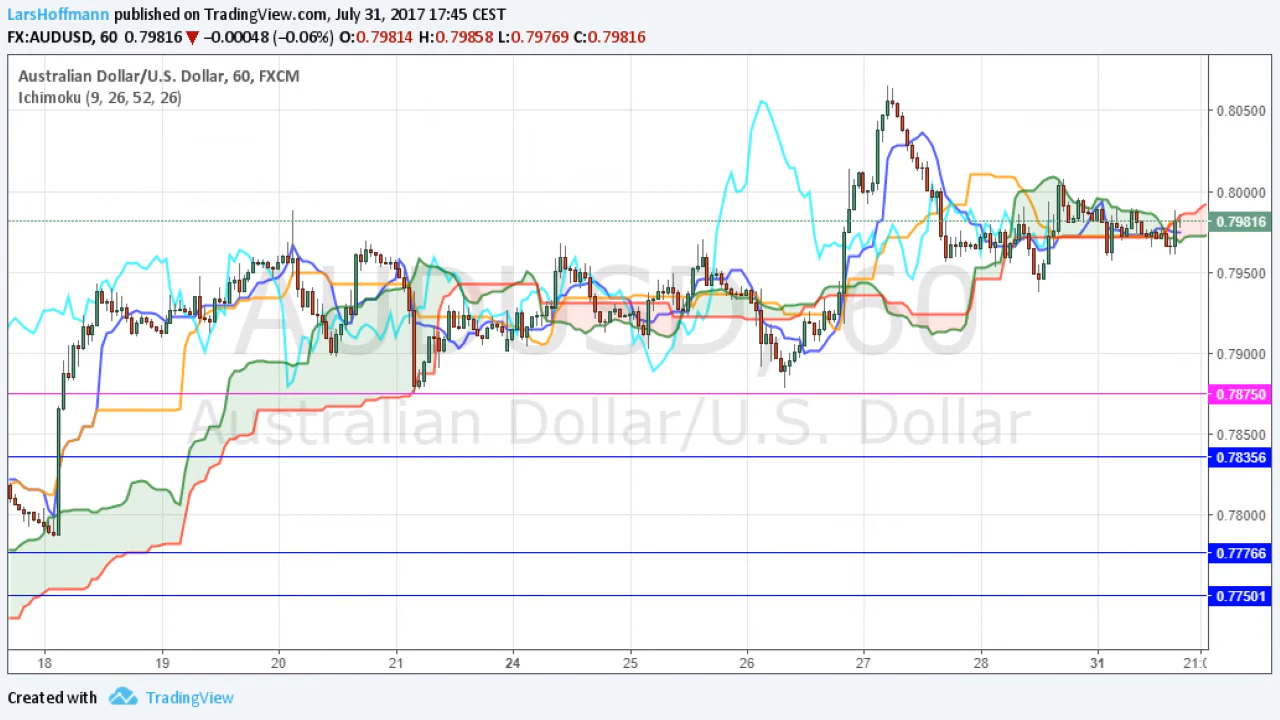 LarsHoffmann published on TradingView.com, July 31, 2017 17:45 CEST
FX:AUDUSD, 60 0.79816 ▼ −0.00048 (−0.06%) O:0.79814 H:0.79858 L:0.79769 C:0.79816
Australian Dollar/U.S. Dollar, 60, FXCM
Ichimoku (9, 26, 52, 26)
AUDUSD, 60
Australian Dollar/U.S. Dollar
0.80500
0.80000
0.79816
0.79500
0.79000
0.78750
0.78500
0.78356
0.78000
0.77766
0.77501
18 19 20 21 24 25 26 27 28 31 21:0
Created with TradingView